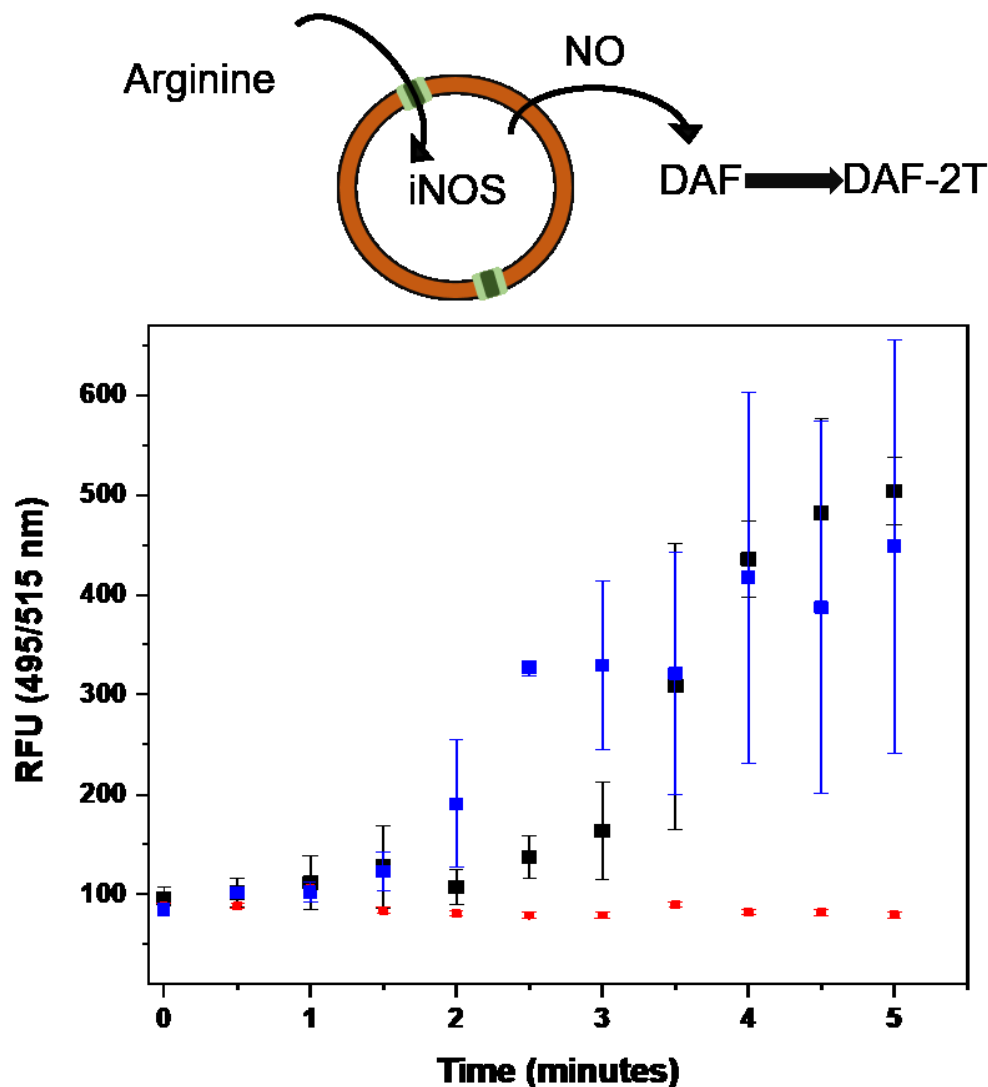 NO
Arginine
iNOS
DAF
DAF-2T
600
500
400
300
200
100
RFU (495/515 nm)
0 1 2 3 4 5
Time (minutes)